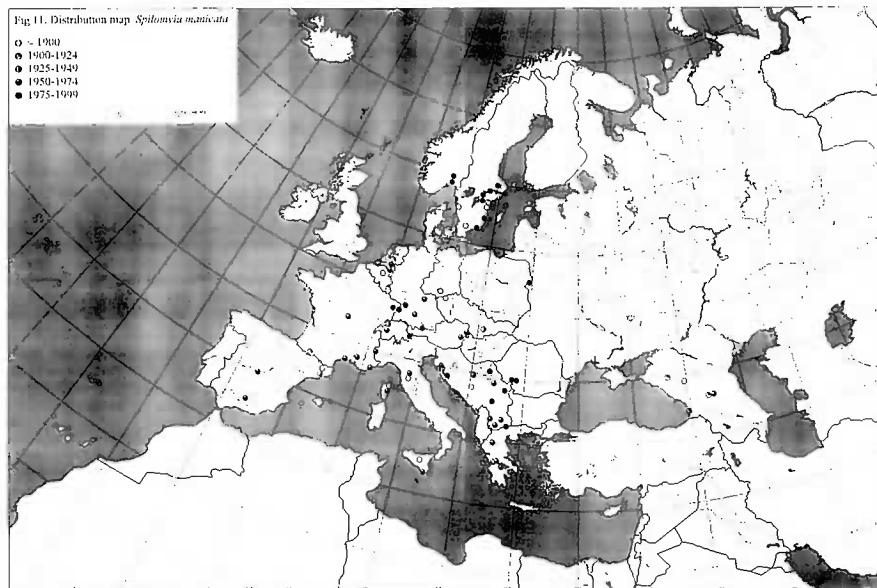 Fig 11. Distribution map Spilomyia manicata
○ ~ 1900
1900-1924
1925-1949
1950-1974
1975-1999